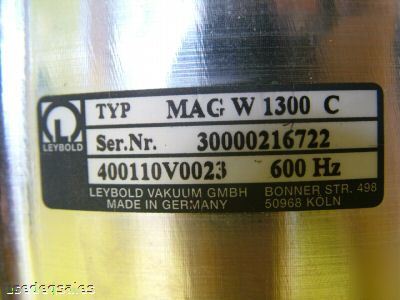 TYP MAG W 1300 C
LEYBOLD
Ser.Nr. 30000216722
400110V0023 600 Hz
LEYBOLD VAKUUM GMBH BONNER STR. 498
MADE IN GERMANY 50968 KÖLN
usedeqsales